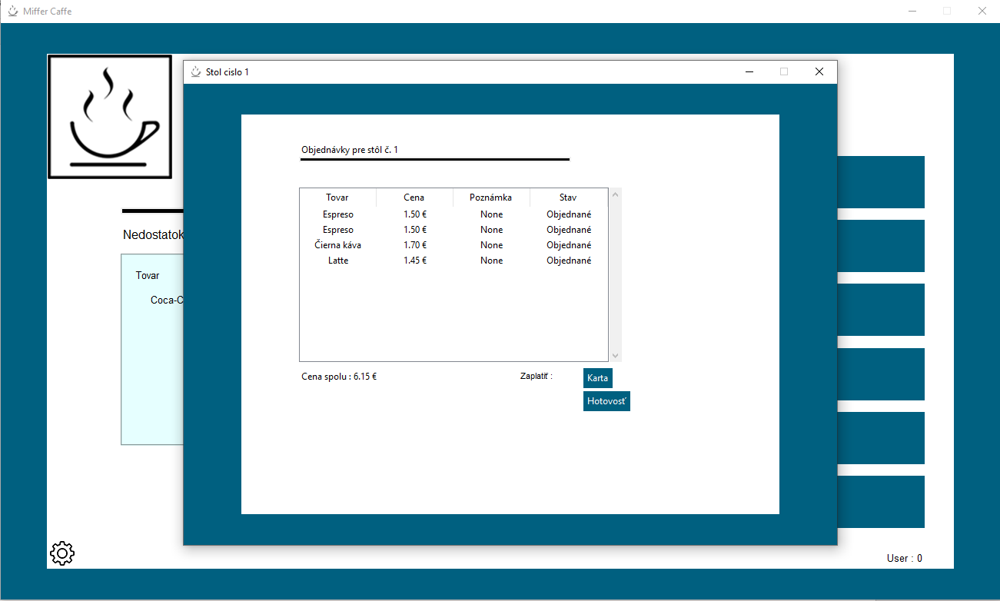 Miffer Caffe
Stol cislo 1
Objednávky pre stôl č. 1
Tovar Cena Poznámka Stav
Espreso 1.50 € None Objednané
Espreso 1.50 € None Objednané
Čierna káva 1.70 € None Objednané
Latte 1.45 € None Objednané
Cena spolu : 6.15 €
Zaplatiť :
Karta
Hotovosť
Nedostatok
Tovar
Coca-C
User : 0